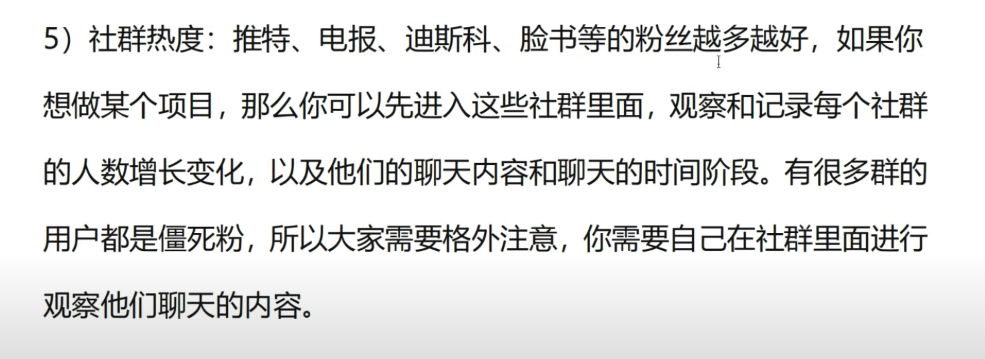 5）社群热度：推特、电报、迪斯科、脸书等的粉丝越多越好，如果你
想做某个项目，那么你可以先进入这些社群里面，观察和记录每个社群
的人数增长变化，以及他们的聊天内容和聊天的时间阶段。有很多群的
用户都是僵死粉，所以大家需要格外注意，你需要自己在社群里面进行
观察他们聊天的内容。